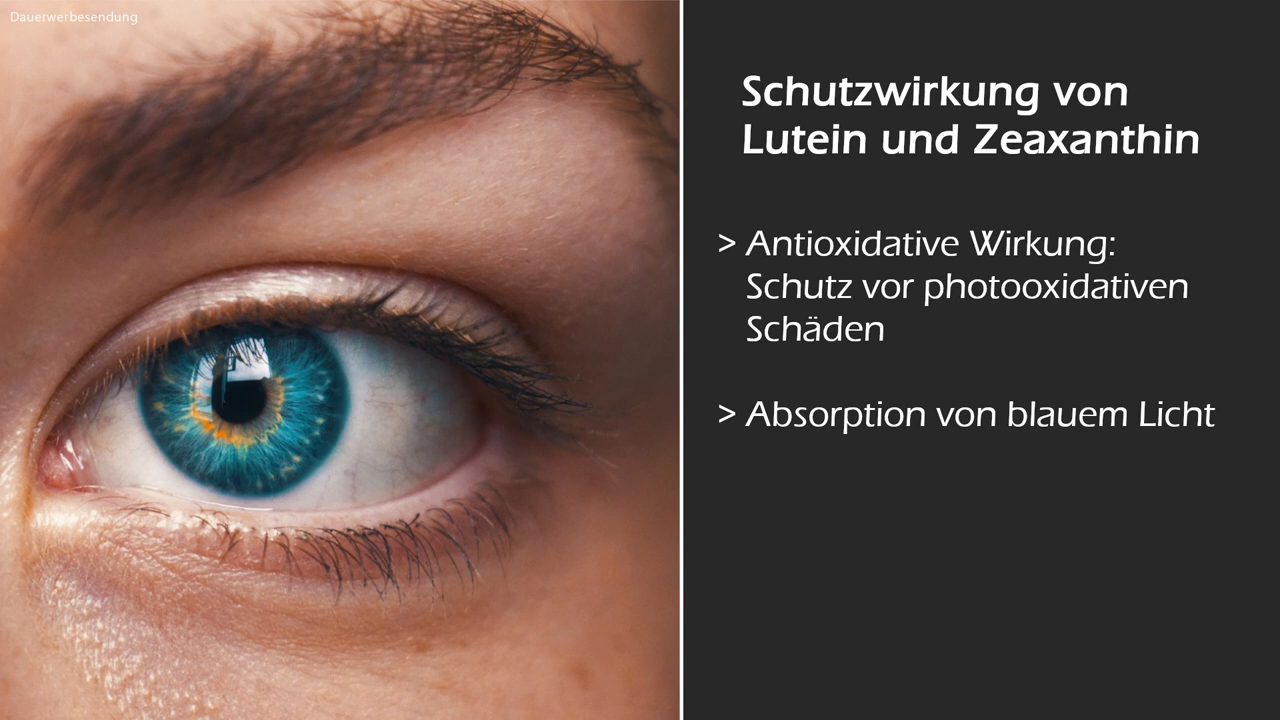 Dauerwerbesendung
Schutzwirkung von
Lutein und Zeaxanthin
> Antioxidative Wirkung:
Schutz vor photooxidativen
Schäden
> Absorption von blauem Licht